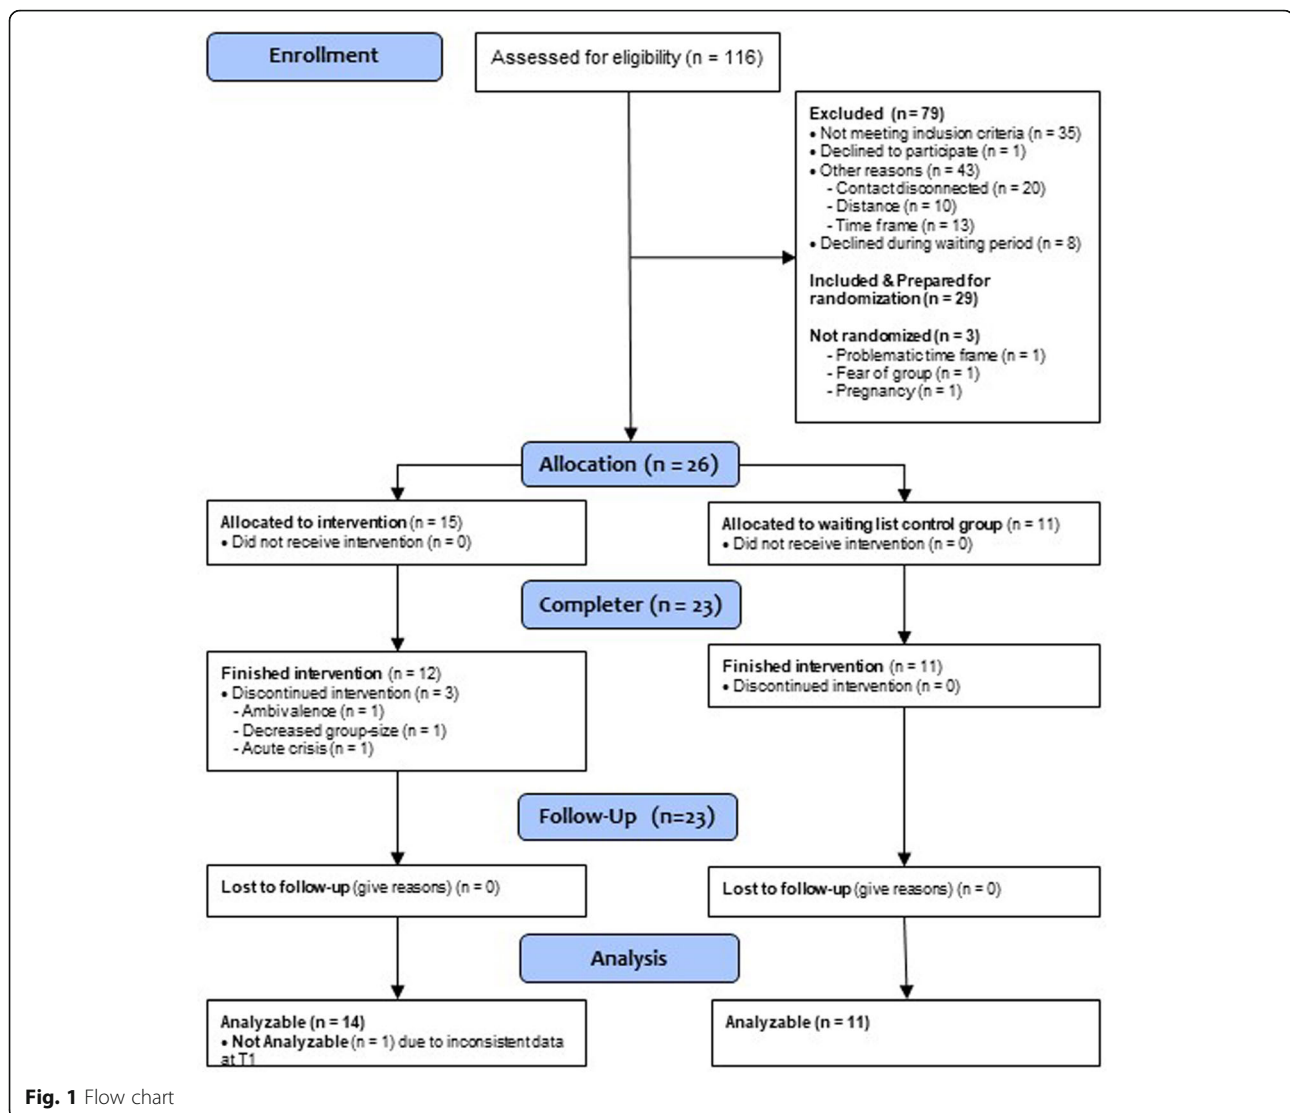 Enrollment
Assessed for eligibility (n = 116)
Excluded (n= 79)
• Not meeting inclusion criteria (n = 35)
• Declined to participate (n = 1)
• Other reasons (n = 43)
- Contact disconnected (n = 20)
- Distance (n = 10)
- Time frame (n = 13)
• Declined during waiting period (n = 8)
Included & Prepared for
randomization (n = 29)
Not randomized (n = 3)
- Problematic time frame (n = 1)
- Fear of group (n = 1)
- Pregnancy (n = 1)
Allocation (n = 26)
Allocated to intervention (n = 15)
• Did not receive intervention (n = 0)
Allocated to waiting list control group (n = 11)
• Did not receive intervention (n = 0)
Completer (n = 23)
Finished intervention (n = 12)
• Discontinued intervention (n = 3)
- Ambivalence (n = 1)
- Decreased group-size (n = 1)
- Acute crisis (n = 1)
Finished intervention (n = 11)
• Discontinued intervention (n = 0)
Follow-Up (n=23)
Lost to follow-up (give reasons) (n = 0)
Lost to follow-up (give reasons) (n = 0)
Analysis
Analyzable (n = 14)
• Not Analyzable (n = 1) due to inconsistent data
at T1
Analyzable (n = 11)
Fig. 1 Flow chart